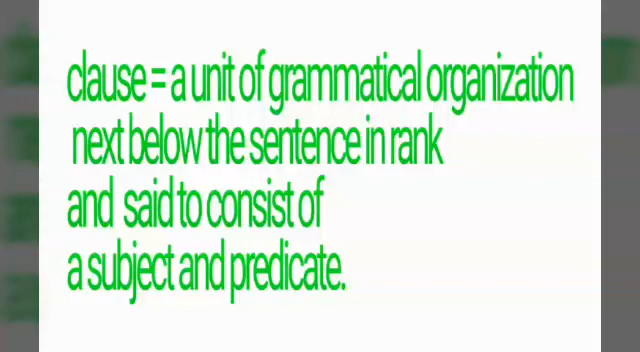 clause = a unit of grammatical organization
next below the sentence in rank
and said to consist of
a subject and predicate.